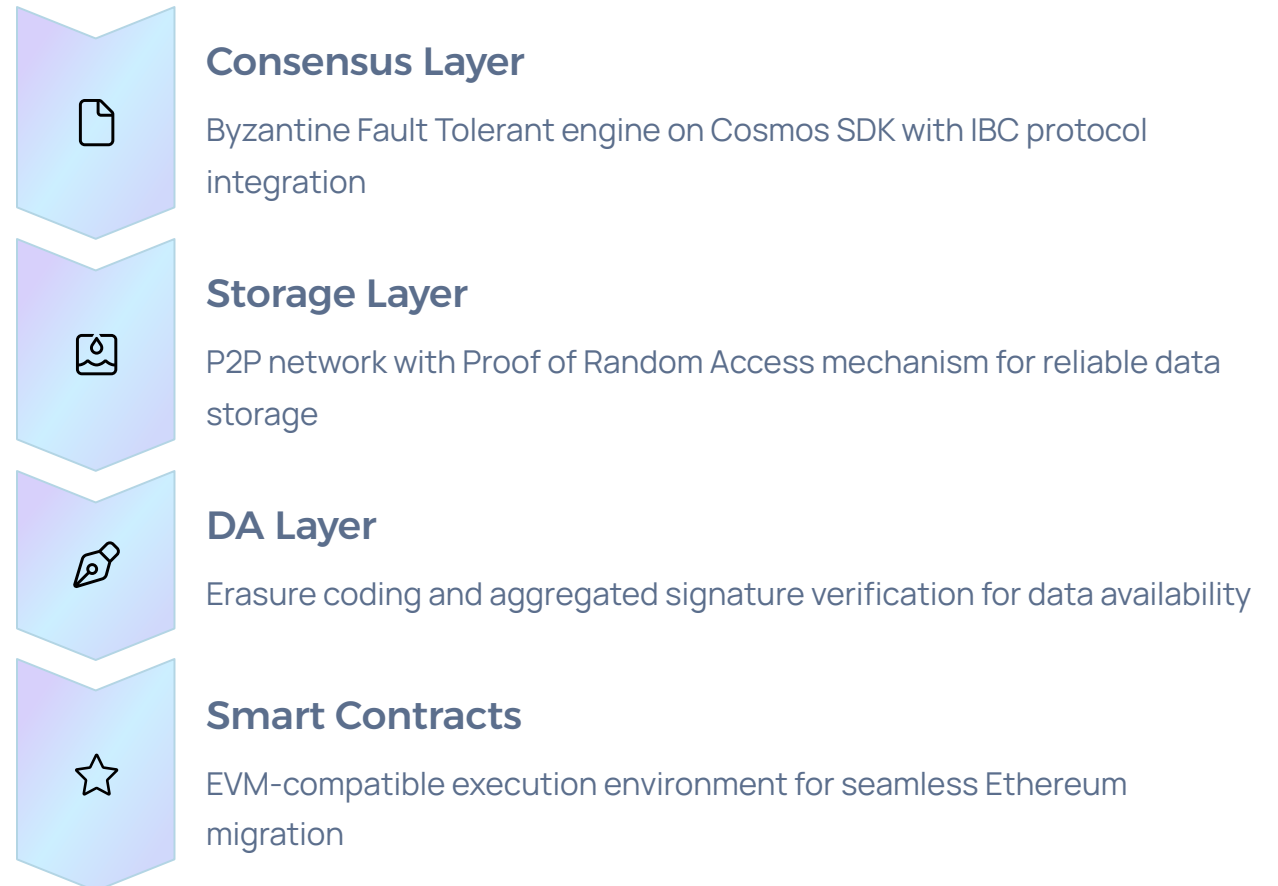 Consensus Layer
Byzantine Fault Tolerant engine on Cosmos SDK with IBC protocol
integration
Storage Layer
P2P network with Proof of Random Access mechanism for reliable data
storage
DA Layer
Erasure coding and aggregated signature verification for data availability
Smart Contracts
EVM-compatible execution environment for seamless Ethereum
migration